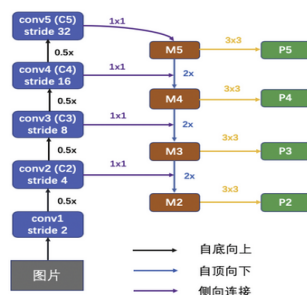 conv5 (C5)
stride 32
1x1
M5
3x3
P5
0.5x
2x
conv4 (C4)
stride 16
1x1
M4
3x3
P4
0.5x
2x
conv3 (C3)
stride 8
1x1
M3
3x3
P3
0.5x
2x
conv2 (C2)
stride 4
1x1
M2
3x3
P2
0.5x
conv1
stride 2
图片
自底向上
自顶向下
侧向连接